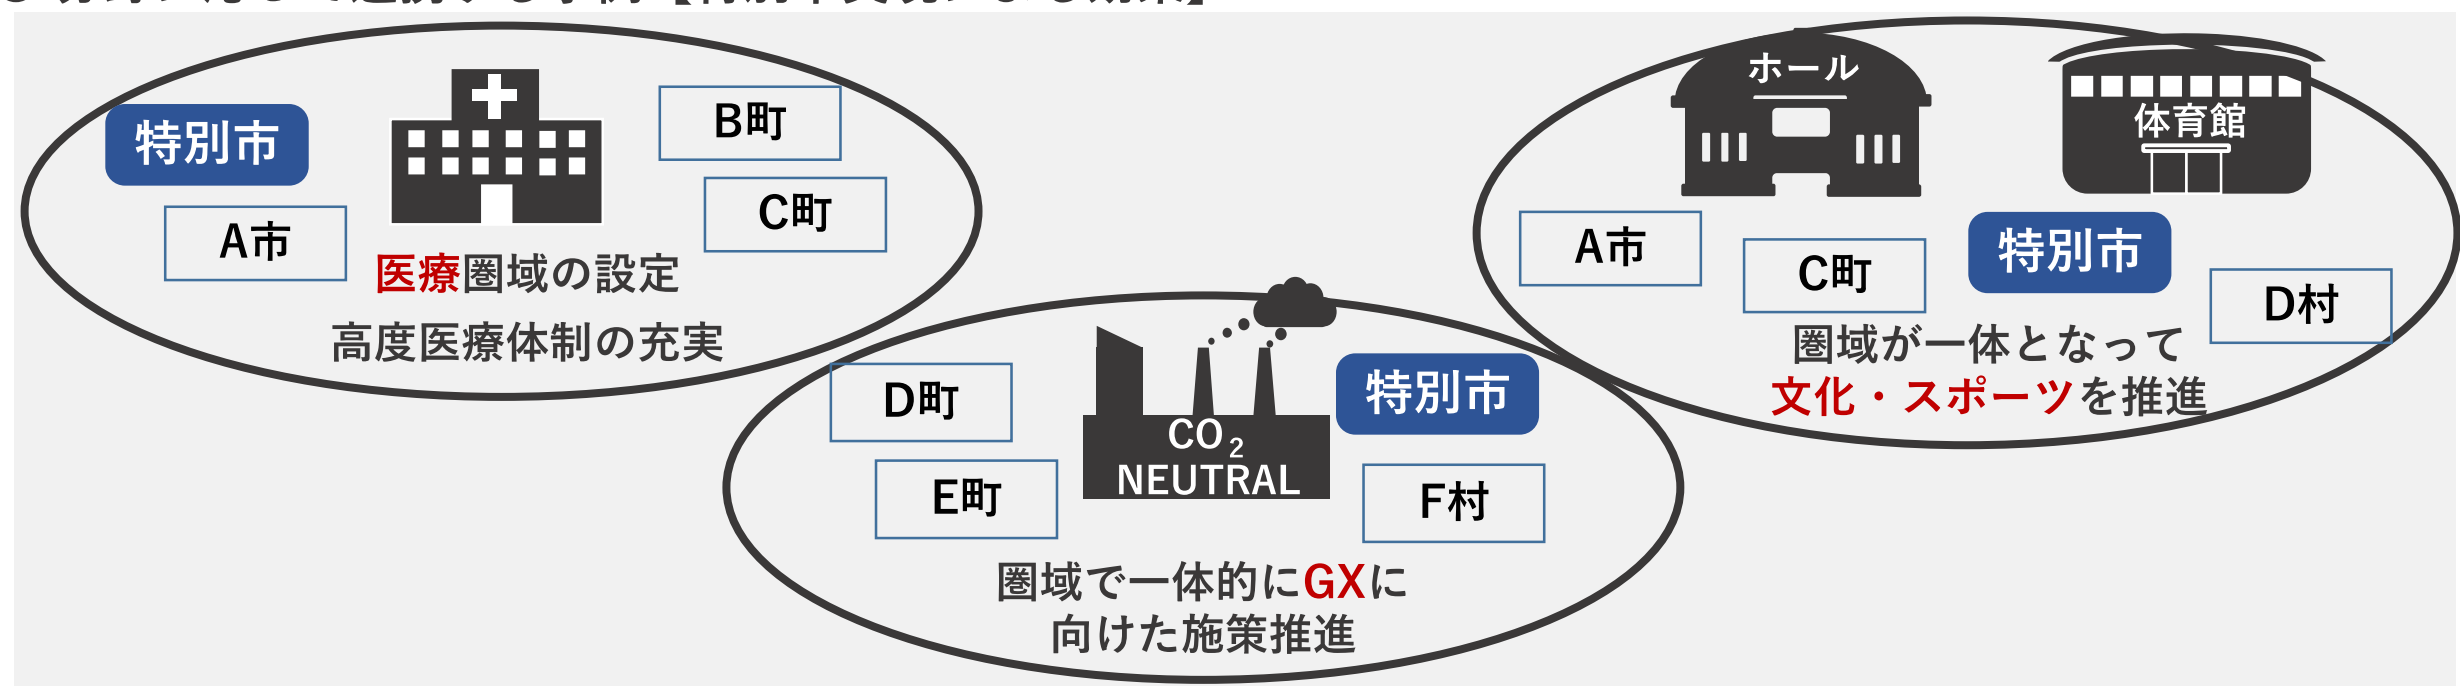 特別市
A市
B町
C町
医療圏域の設定
高度医療体制の充実
D町
E町
CO2
NEUTRAL
特別市
F村
圏域で一体的にGXに
向けた施策推進
ホール
体育館
A市
C町
特別市
D村
圏域が一体となって
文化・スポーツを推進